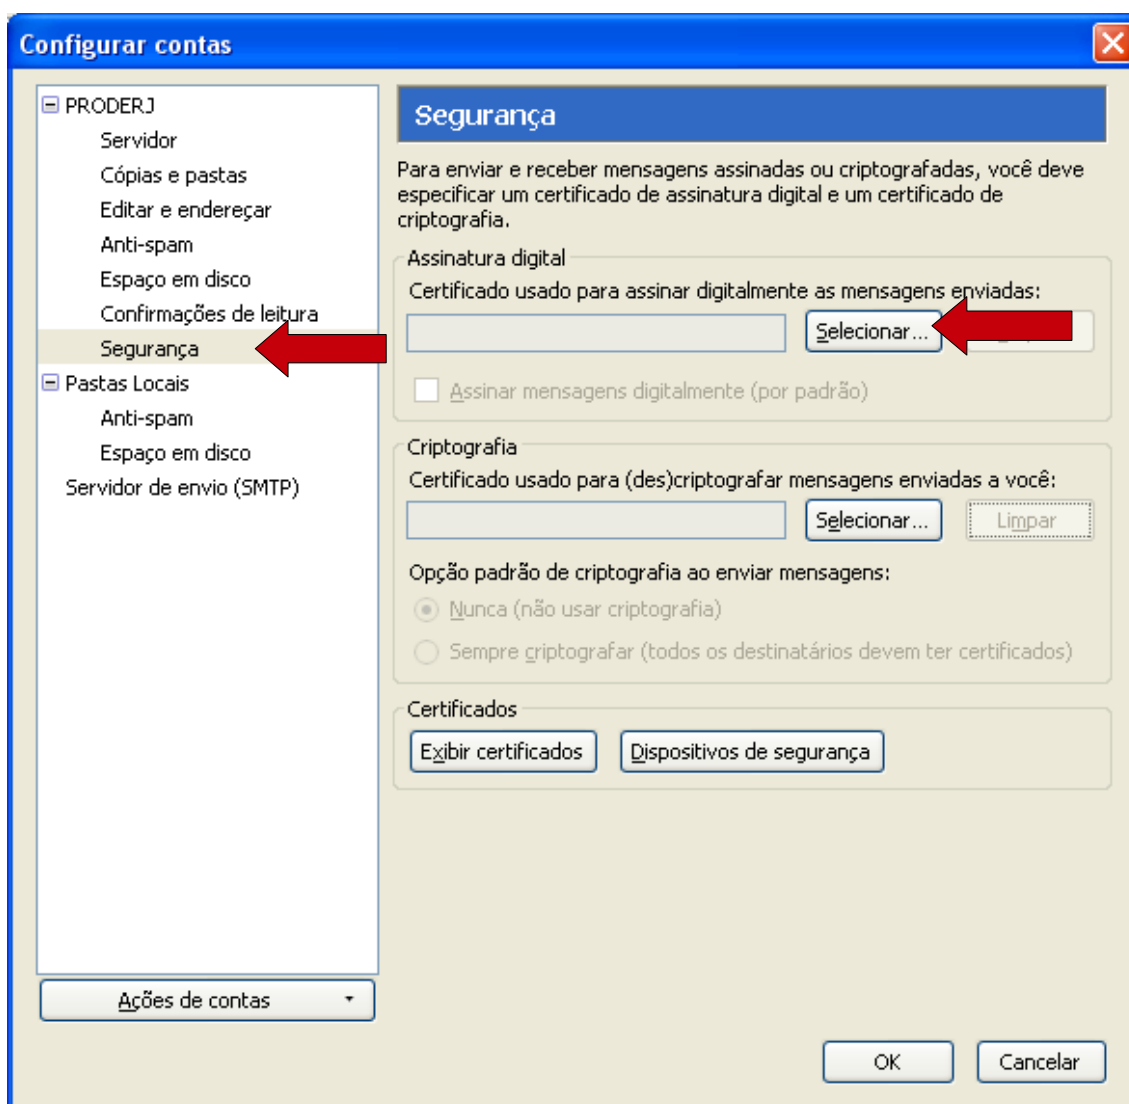 Configurar contas
PRODERJ
Servidor
Cópias e pastas
Editar e endereçar
Anti-spam
Espaço em disco
Confirmações de leitura
Segurança
Pastas Locais
Anti-spam
Espaço em disco
Servidor de envio (SMTP)
Ações de contas
Segurança
Para enviar e receber mensagens assinadas ou criptografadas, você deve
especificar um certificado de assinatura digital e um certificado de
criptografia.
Assinatura digital
Certificado usado para assinar digitalmente as mensagens enviadas:
Selecionar...
Assinar mensagens digitalmente (por padrão)
Criptografia
Certificado usado para (des)criptografar mensagens enviadas a você:
Selecionar... Limpar
Opção padrão de criptografia ao enviar mensagens:
Nunca (não usar criptografia)
Sempre criptografar (todos os destinatários devem ter certificados)
Certificados
Exibir certificados Dispositivos de segurança
OK Cancelar